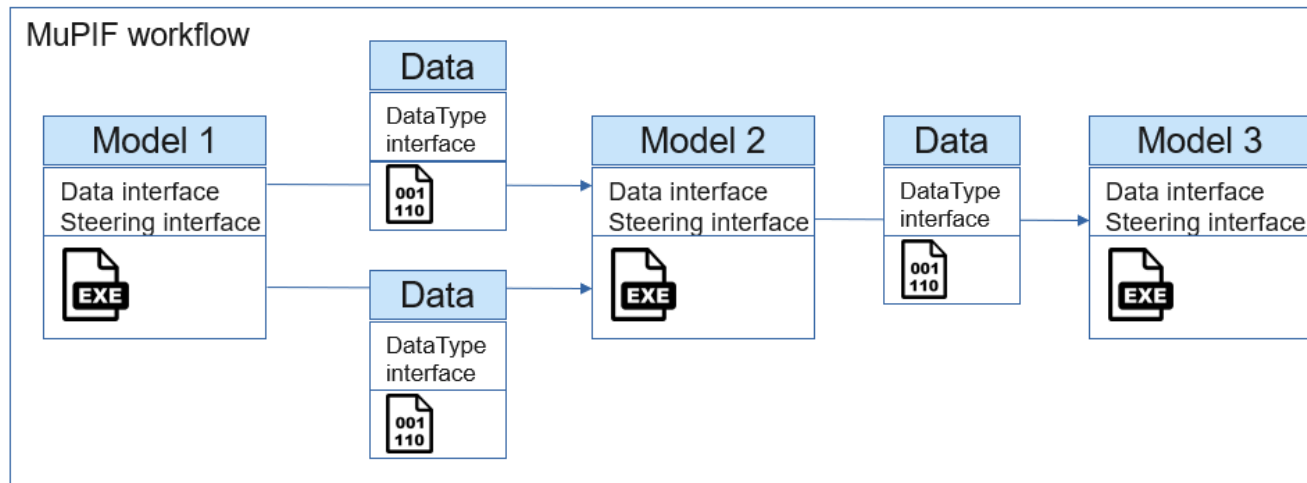 MuPIF workflow
Model 1
Data interface
Steering interface
EXE
Data
DataType
interface
001
110
Data
DataType
interface
001
110
Model 2
Data interface
Steering interface
EXE
Data
DataType
interface
001
110
Model 3
Data interface
Steering interface
EXE